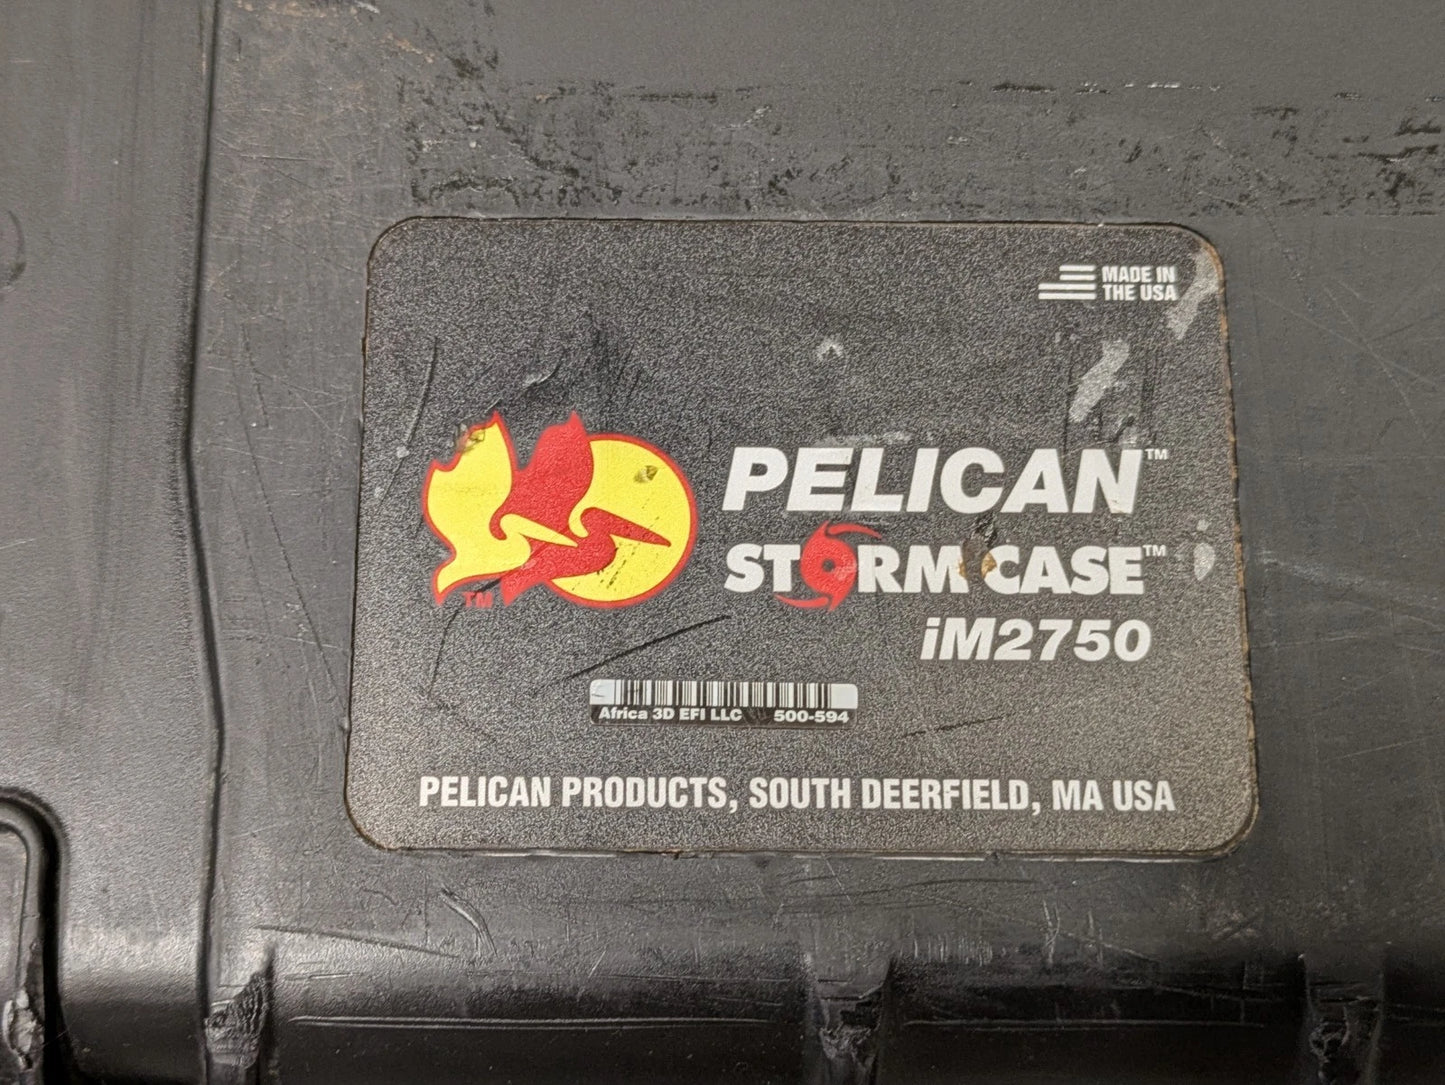 MADE IN
THE USA
PELICAN™
STORM CASE™
iM2750
TM
Africa 3D EFI LLC 500-594
PELICAN PRODUCTS, SOUTH DEERFIELD, MA USA